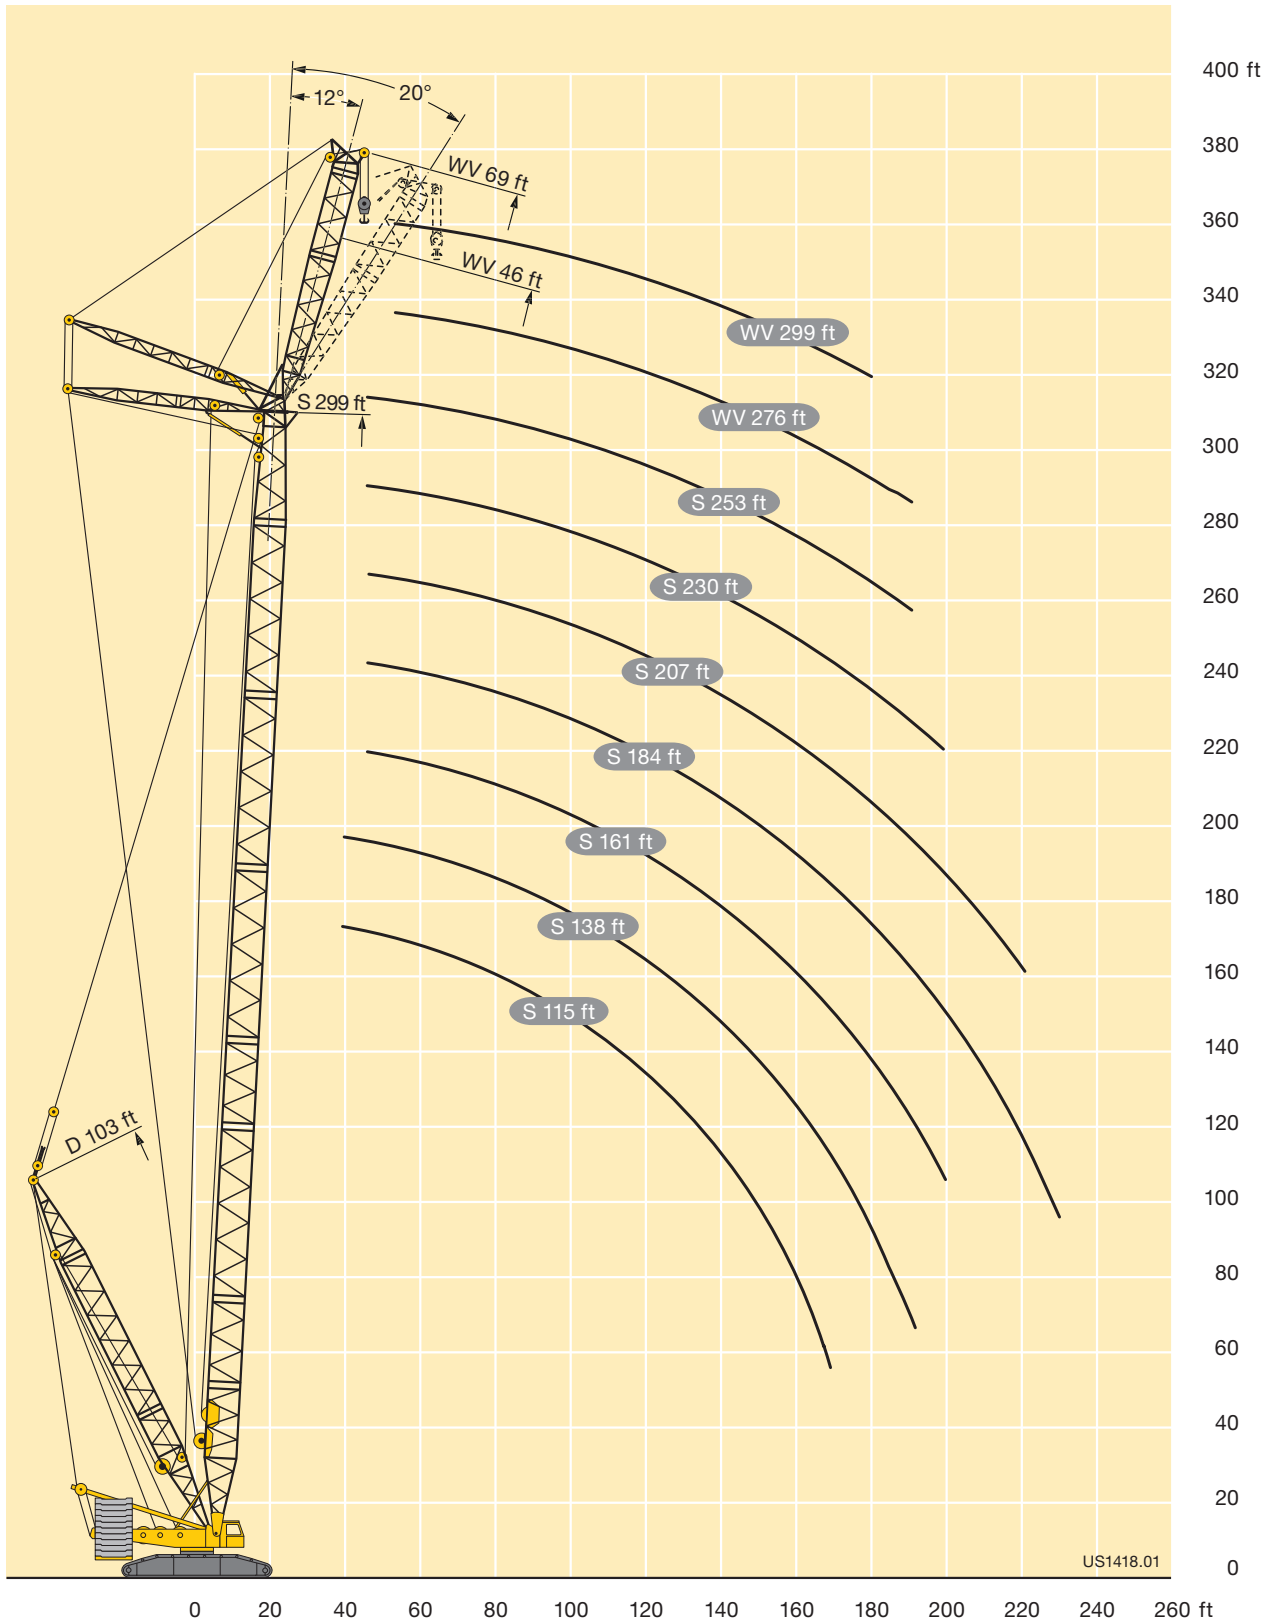 400 ft
12°
20°
380
WV 69 ft
360
WV 46 ft
340
WV 299 ft
320
S 299 ft
WV 276 ft
300
S 253 ft
280
S 230 ft
260
S 207 ft
240
S 184 ft
220
S 161 ft
200
S 138 ft
180
S 115 ft
160
140
D 103 ft
120
100
80
60
40
20
US1418.01
0
0 20 40 60 80 100 120 140 160 180 200 220 240 260 ft